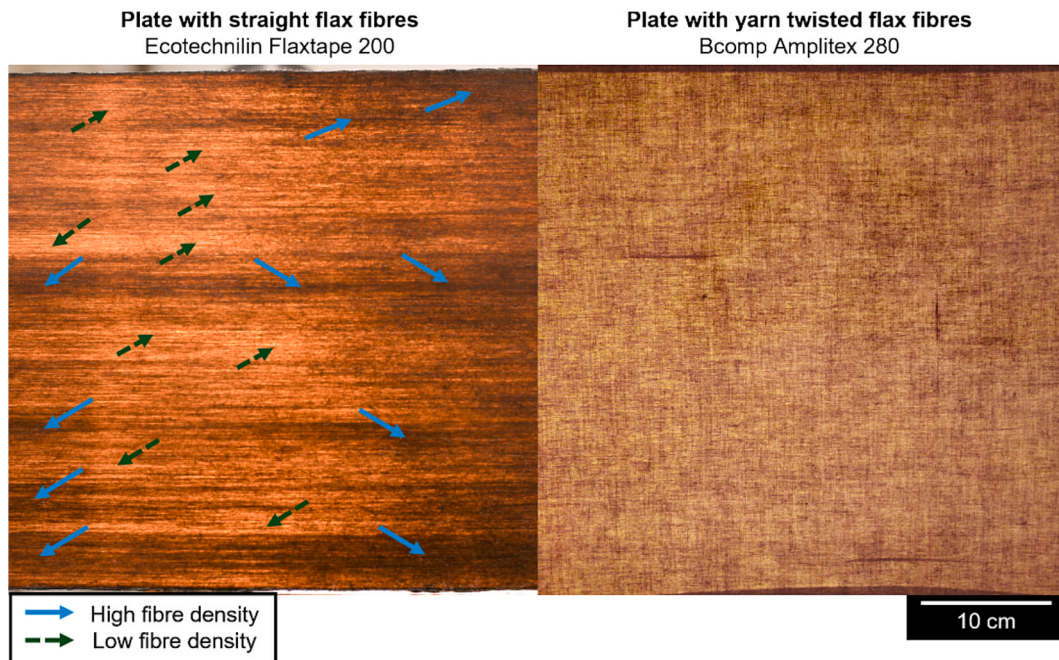 Plate with straight flax fibres
Ecotechnilin Flaxtape 200
Plate with yarn twisted flax fibres
Bcomp Amplitex 280
High fibre density
Low fibre density
10 cm